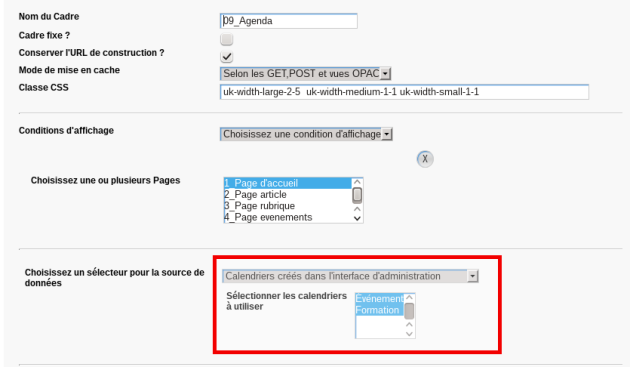 Nom du Cadre
09_Agenda
Cadre fixe ?
Conserver l'URL de construction ?
Mode de mise en cache
Selon les GET,POST et vues OPAC
Classe CSS
uk-width-large-2-5 uk-width-medium-1-1 uk-width-small-1-1
Conditions d'affichage
Choisissez une condition d'affichage
X
Choisissez une ou plusieurs Pages
1_Page d'accueil
2_Page article
3_Page rubrique
4_Page evenements
Choisissez un sélecteur pour la source de
données
Calendriers créés dans l'interface d'administration
Sélectionner les calendriers
à utiliser
Evénement
Formation